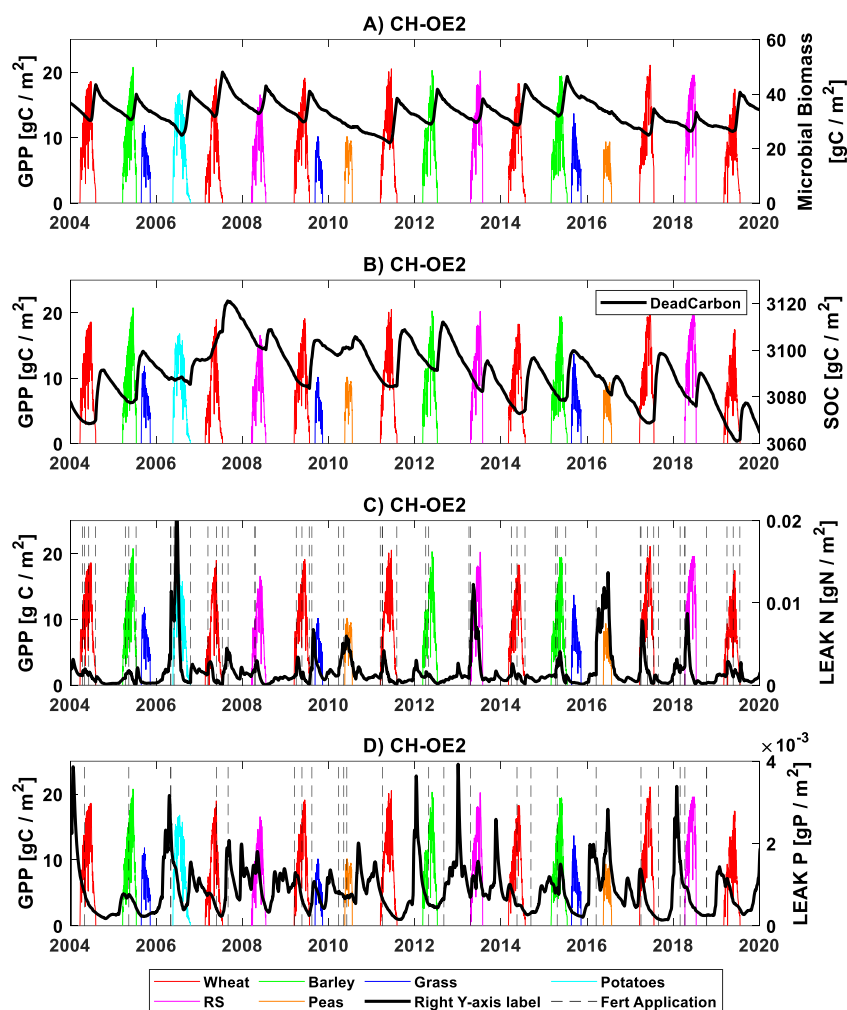 A) CH-OE2
GPP [gC / m²]
20
10
0
60
40
20
0
Microbial Biomass
[gC / m²]
2004 2006 2008 2010 2012 2014 2016 2018 2020
B) CH-OE2
GPP [gC / m²]
20
10
0
DeadCarbon
3120
3100
3080
3060
SOC [gC / m²]
2004 2006 2008 2010 2012 2014 2016 2018 2020
C) CH-OE2
GPP [g C / m²]
20
10
0
0.02
0.01
0
LEAK N [gN / m²]
2004 2006 2008 2010 2012 2014 2016 2018 2020
D) CH-OE2
GPP [gC / m²]
20
10
0
×10⁻³
4
2
0
LEAK P [gP / m²]
2004 2006 2008 2010 2012 2014 2016 2018 2020
Wheat Barley Grass Potatoes
RS Peas Right Y-axis label Fert Application